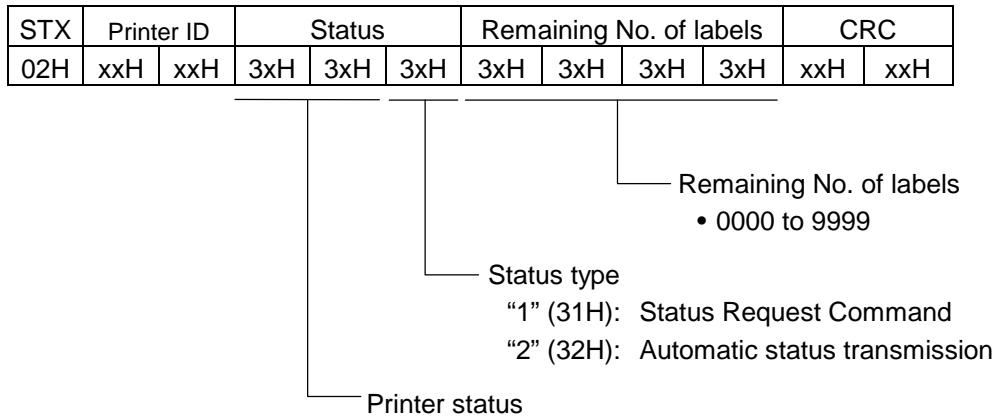 STX Printer ID Status Remaining No. of labels CRC
02H xxH xxH 3xH 3xH 3xH 3xH 3xH 3xH 3xH xxH xxH
Remaining No. of labels
• 0000 to 9999
Status type
“1” (31H): Status Request Command
“2” (32H): Automatic status transmission
Printer status